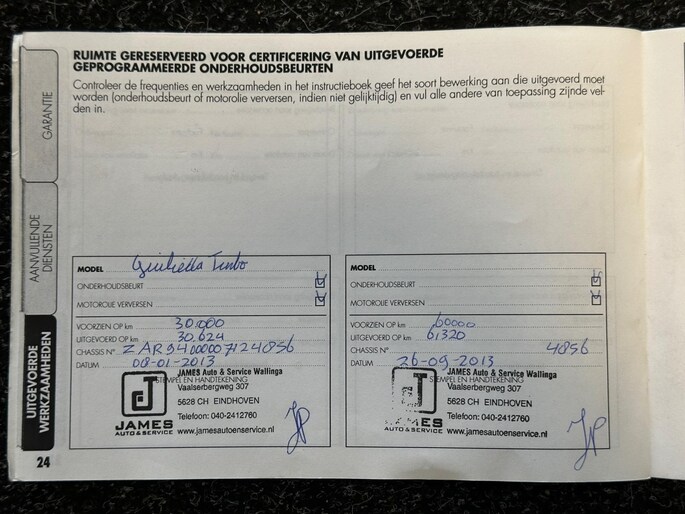 RUIMTE GERESERVEERD VOOR CERTIFICERING VAN UITGEVOERDE
GEPROGRAMMEERDE ONDERHOUDSBEURTEN
Controleer de frequenties en werkzaamheden in het instructieboek geef het soort bewerking aan die uitgevoerd moet
worden (onderhoudsbeurt of motorolie verversen, indien niet gelijktijdig) en vul alle andere van toepassing zijnde vel-
den in.
GARANTIE
AANVULLENDE
DIENSTEN
UITGEVOERDE
WERKZAAMHEDEN
24
MODEL Giulietta Turbo
ONDERHOUDSBEURT
MOTOROLIE VERVERSEN
VOORZIEN OP km 30.000
UITGEVOERD OP km 30.624
CHASSIS N° ZAR94000007124856
DATUM 08-01-2013
JAMES Auto & Service Wallinga
STEMPEL EN HANDTEKENING
Vaalserbergweg 307
5628 CH EINDHOVEN
Telefoon: 040-2412760
JAMES
AUTO & SERVICE
www.jamesautoenservice.nl
MODEL
ONDERHOUDSBEURT
MOTOROLIE VERVERSEN
VOORZIEN OP km 60000
UITGEVOERD OP km 61320
CHASSIS N° 4856
DATUM 26-09-2013
JAMES Auto & Service Wallinga
STEMPEL EN HANDTEKENING
Vaalserbergweg 307
5628 CH EINDHOVEN
Telefoon: 040-2412760
AMES
AUTO & SERVICE
www.jamesautoenservice.nl